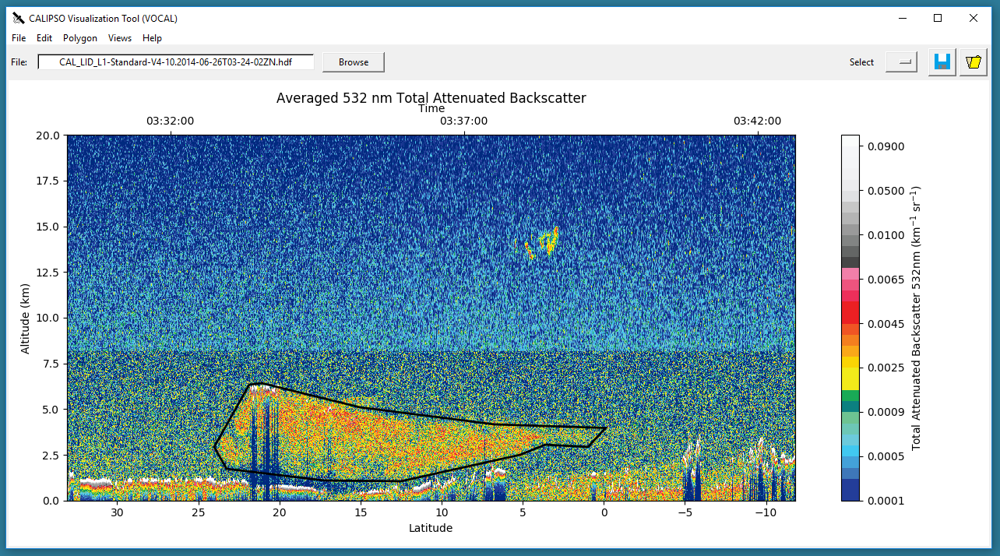 CALIPSO Visualization Tool (VOCAL)
File Edit Polygon Views Help
File: CAL_LID_L1-Standard-V4-10.2014-06-26T03-24-02ZN.hdf Browse Select
Averaged 532 nm Total Attenuated Backscatter
Time
03:32:00 03:37:00 03:42:00
20.0
17.5
15.0
12.5
10.0
7.5
5.0
2.5
0.0
Altitude (km)
30 25 20 15 10 5 0 −5 −10
Latitude
0.0900
0.0500
0.0100
0.0065
0.0045
0.0025
0.0009
0.0005
0.0001
Total Attenuated Backscatter 532nm (km⁻¹ sr⁻¹)